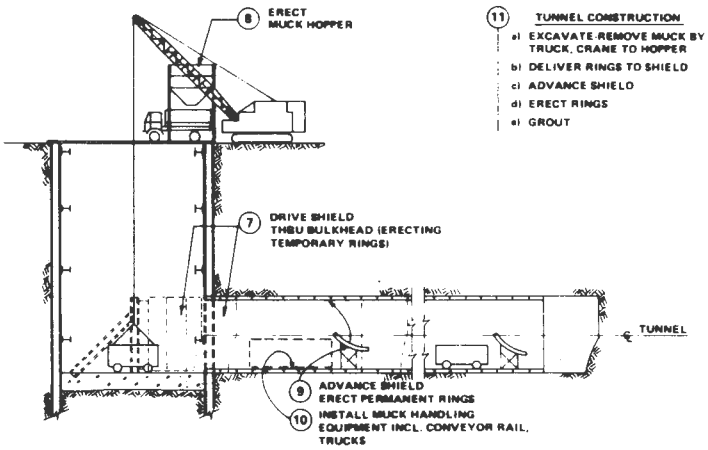 8 ERECT
MUCK HOPPER
11 TUNNEL CONSTRUCTION
a) EXCAVATE-REMOVE MUCK BY
TRUCK, CRANE TO HOPPER
b) DELIVER RINGS TO SHIELD
c) ADVANCE SHIELD
d) ERECT RINGS
e) GROUT
7 DRIVE SHIELD
THRU BULKHEAD (ERECTING
TEMPORARY RINGS)
℄ TUNNEL
9 ADVANCE SHIELD
ERECT PERMANENT RINGS
10 INSTALL MUCK HANDLING
EQUIPMENT INCL. CONVEYOR RAIL,
TRUCKS